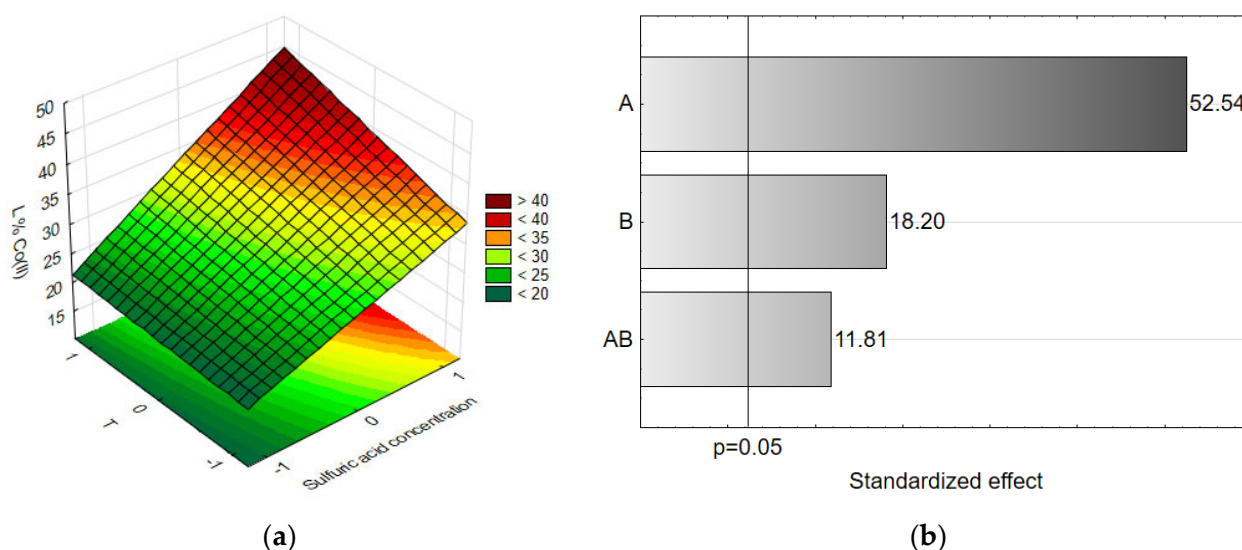 50
45
40
35
30
25
20
15
L% Co(II)
1
0
-1
T
-1
0
1
Sulfuric acid concentration
> 40
< 40
< 35
< 30
< 25
< 20
(a)
A
52.54
B
18.20
AB
11.81
p=0.05
Standardized effect
(b)